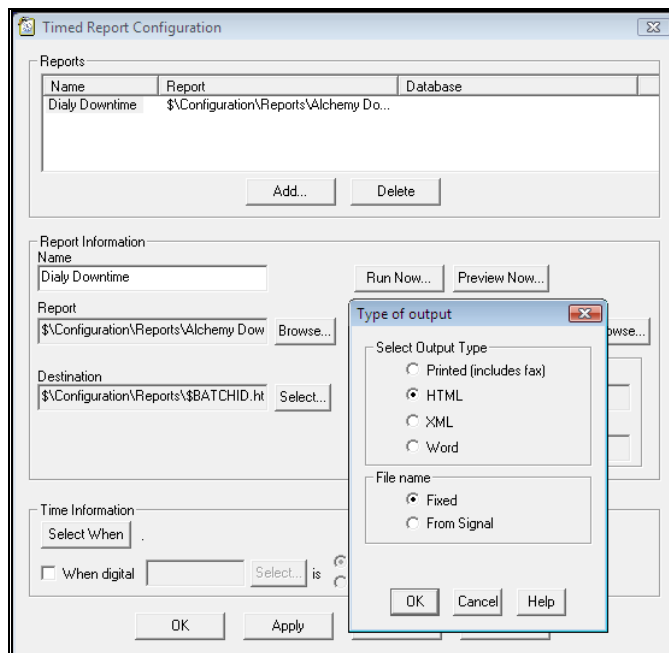 Timed Report Configuration
Reports
Name Report Database
Dialy Downtime $\Configuration\Reports\Alchemy Do...
Add... Delete
Report Information
Name
Dialy Downtime Run Now... Preview Now...
Report
$\Configuration\Reports\Alchemy Dow Browse...
Destination
$\Configuration\Reports\$BATCHID.ht Select...
Time Information
Select When .
When digital Select... is
OK Apply
Type of output
Select Output Type
Printed (includes fax)
HTML
XML
Word
File name
Fixed
From Signal
OK Cancel Help